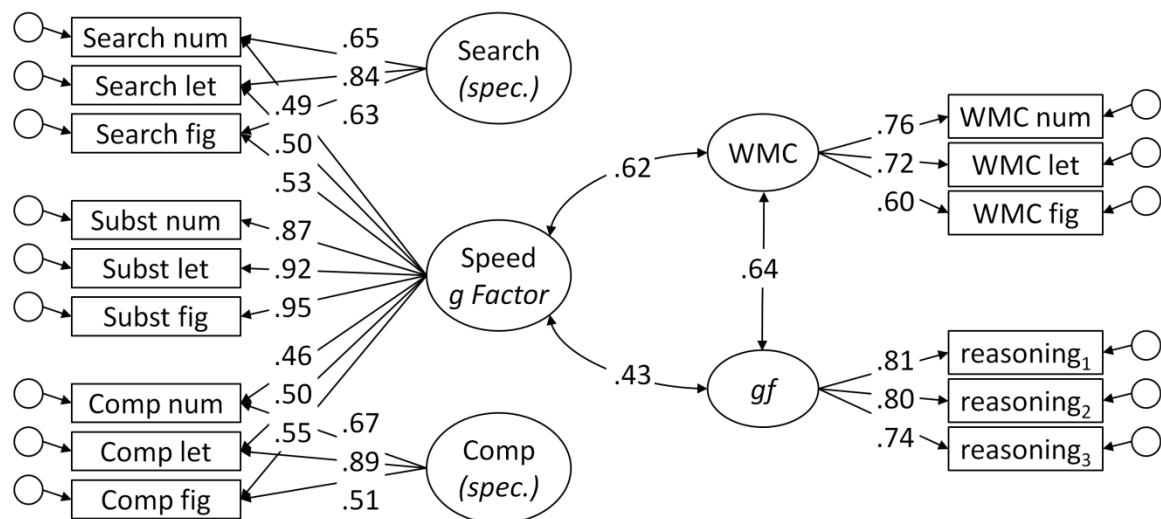 Search num
Search let
Search fig
.65
.84
.63
Search
(spec.)
.49
.50
.53
Subst num
Subst let
Subst fig
.87
.92
.95
Speed
g Factor
.46
.50
.55
Comp num
Comp let
Comp fig
.67
.89
.51
Comp
(spec.)
.62
.43
WMC
.64
gf
.76
.72
.60
WMC num
WMC let
WMC fig
.81
.80
.74
reasoning₁
reasoning₂
reasoning₃